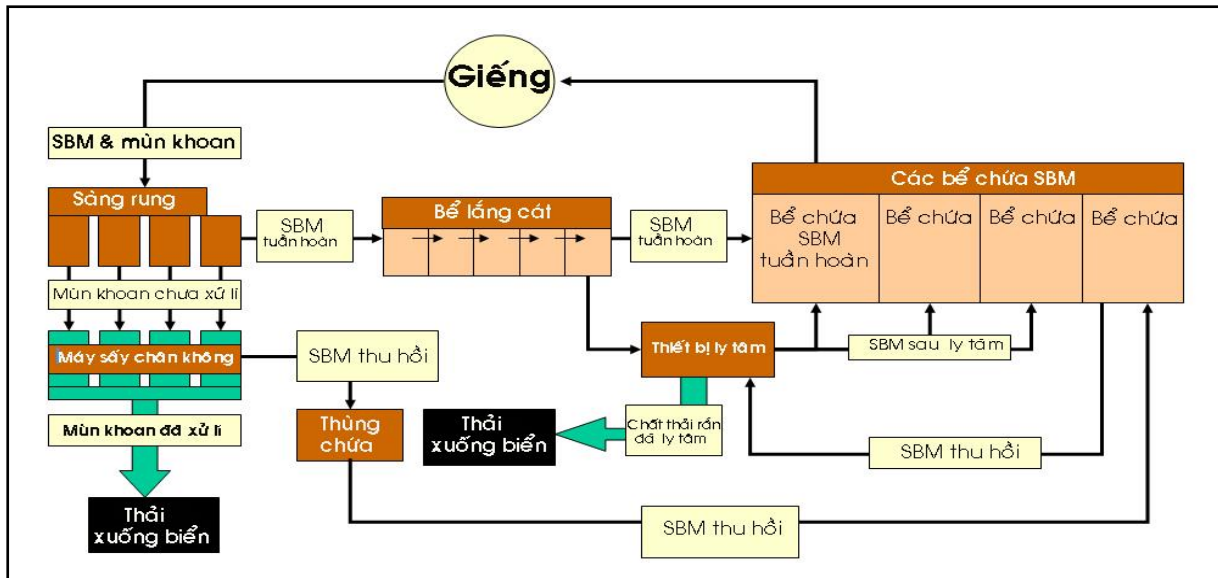 Giếng
SBM & mùn khoan
Sàng rung
SBM
tuần hoàn
Bể lắng cát
SBM
tuần hoàn
Các bể chứa SBM
Bể chứa
SBM
tuần hoàn
Bể chứa
Bể chứa
Bể chứa
Mùn khoan chưa xử lí
Máy sấy chân không
SBM thu hồi
Thiết bị ly tâm
SBM sau ly tâm
Mùn khoan đã xử lí
Thùng
chứa
Thải
xuống biển
Chất thải rắn
đã ly tâm
SBM thu hồi
Thải
xuống biển
SBM thu hồi